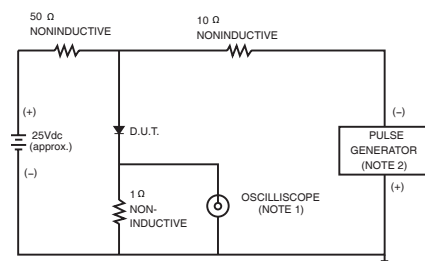 50 Ω
NONINDUCTIVE
10 Ω
NONINDUCTIVE
(+)
25Vdc
(approx.)
(−)
D.U.T.
1 Ω
NON-
INDUCTIVE
OSCILLISCOPE
(NOTE 1)
(−)
PULSE
GENERATOR
(NOTE 2)
(+)